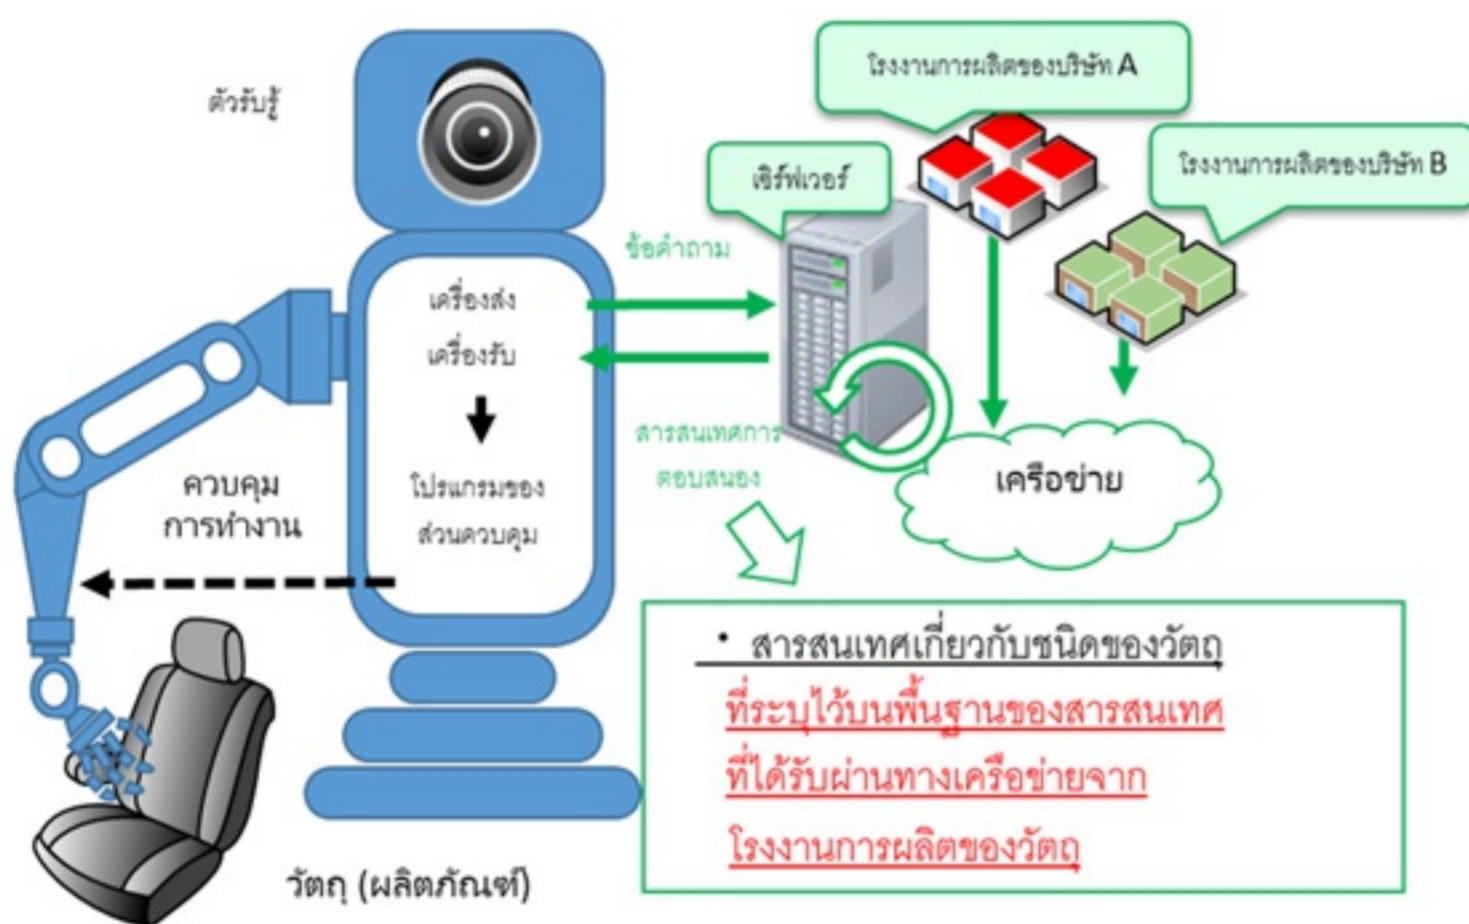 ตัวรับรู้
โรงงานการผลิตของบริษัท A
โรงงานการผลิตของบริษัท B
เซิร์ฟเวอร์
ข้อคำถาม
เครื่องส่ง
เครื่องรับ
สารสนเทศการ
ตอบสนอง
เครือข่าย
ควบคุม
การทำงาน
โปรแกรมของ
ส่วนควบคุม
• สารสนเทศเกี่ยวกับชนิดของวัตถุ
ที่ระบุไว้บนพื้นฐานของสารสนเทศ
ที่ได้รับผ่านทางเครือข่ายจาก
โรงงานการผลิตของวัตถุ
วัตถุ (ผลิตภัณฑ์)